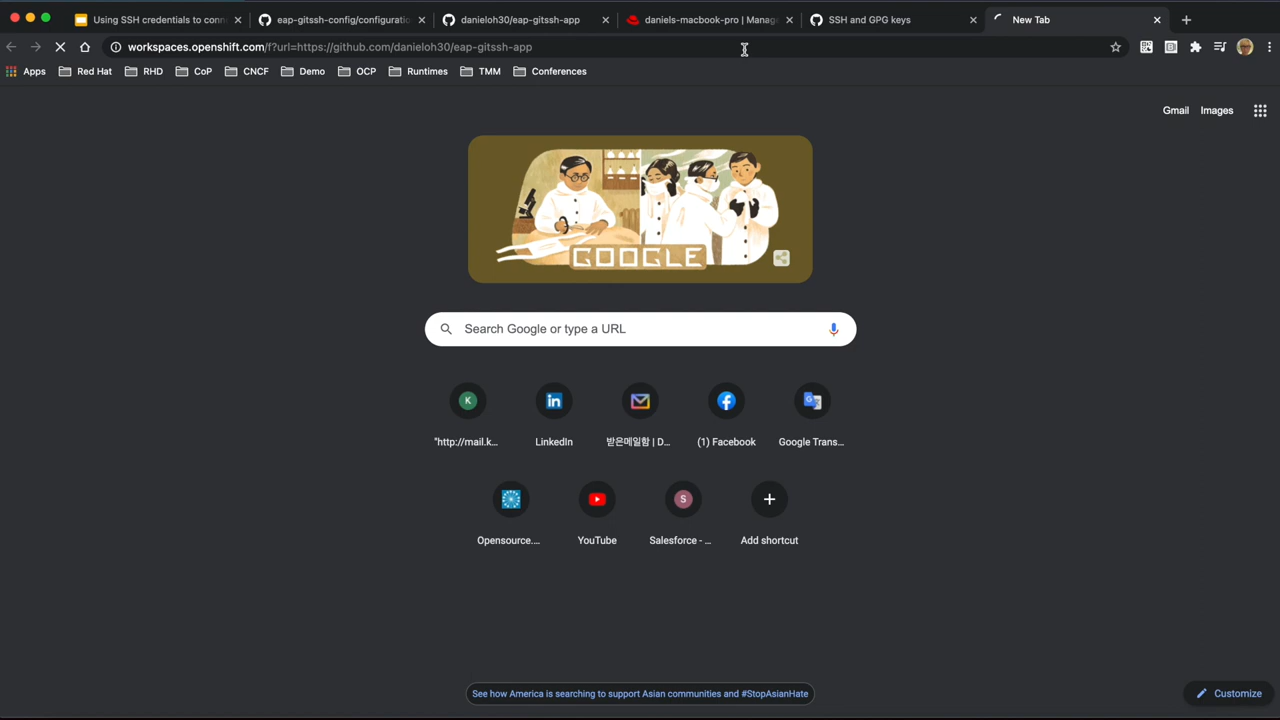 Using SSH credentials to conne
eap-gitssh-config/configuratio
danieloh30/eap-gitssh-app
daniels-macbook-pro | Manage
SSH and GPG keys
New Tab
workspaces.openshift.com/f?url=https://github.com/danieloh30/eap-gitssh-app
Apps
Red Hat
RHD
CoP
CNCF
Demo
OCP
Runtimes
TMM
Conferences
Gmail
Images
GOOGLE
Search Google or type a URL
K
"http://mail.k...
LinkedIn
받은메일함 | D...
(1) Facebook
Google Trans...
Opensource....
YouTube
S
Salesforce - ...
Add shortcut
See how America is searching to support Asian communities and #StopAsianHate
Customize